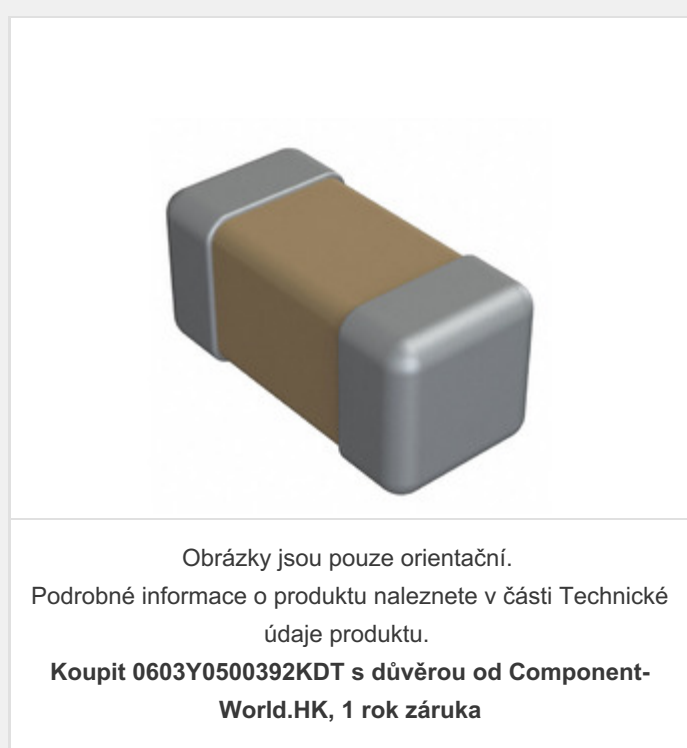 Obrázky jsou pouze orientační.
Podrobné informace o produktu naleznete v části Technické
údaje produktu.
Koupit 0603Y0500392KDT s důvěrou od Component-
World.HK, 1 rok záruka